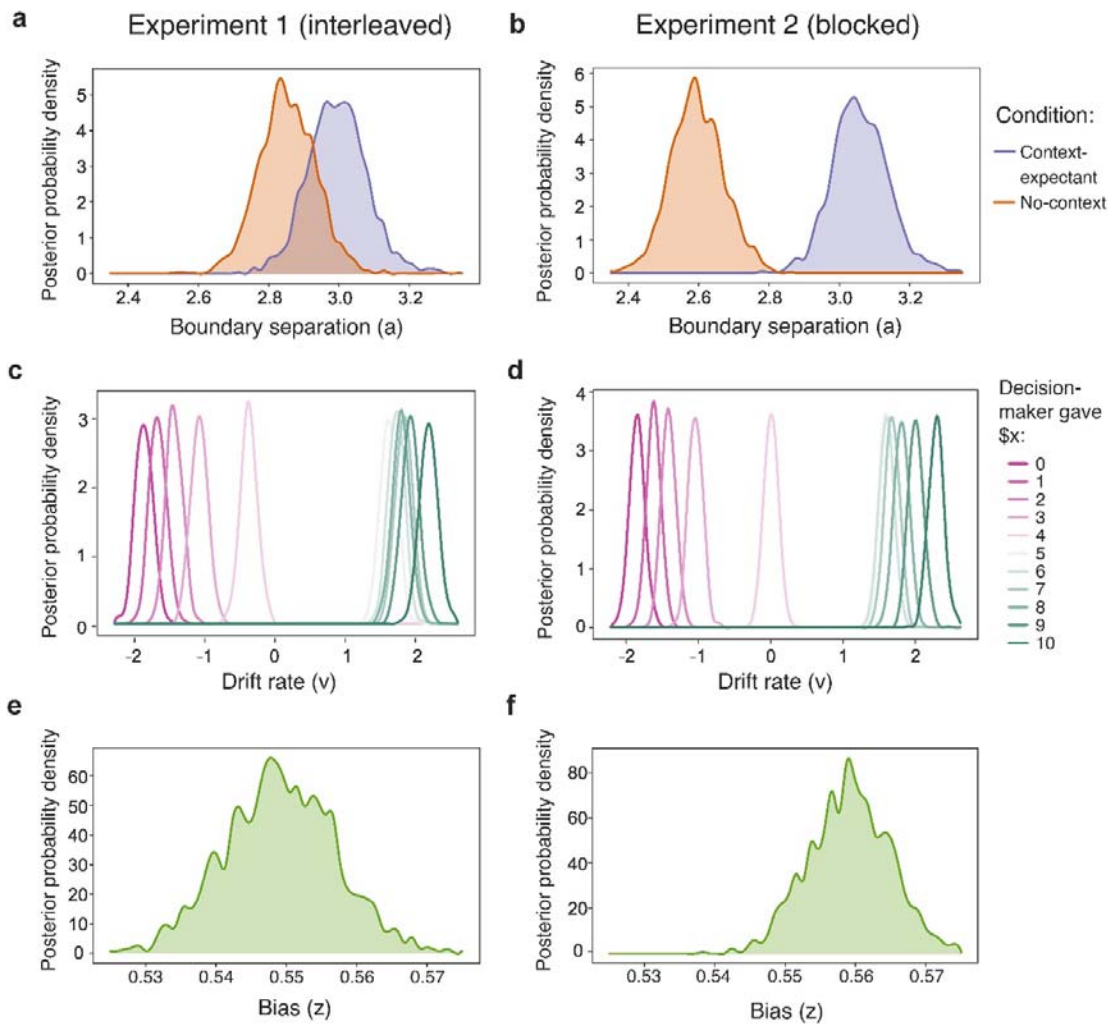 a
Experiment 1 (interleaved)
b
Experiment 2 (blocked)
Posterior probability density
5
4
3
2
1
0
2.4
2.6
2.8
3.0
3.2
Boundary separation (a)
Posterior probability density
6
5
4
3
2
1
0
2.4
2.6
2.8
3.0
3.2
Boundary separation (a)
Condition:
Context-
expectant
No-context
c
Posterior probability density
3
2
1
0
-2
-1
0
1
2
Drift rate (v)
d
Posterior probability density
4
3
2
1
0
-2
-1
0
1
2
Drift rate (v)
Decision-
maker gave
$x:
0
1
2
3
4
5
6
7
8
9
10
e
Posterior probability density
60
50
40
30
20
10
0
0.53
0.54
0.55
0.56
0.57
Bias (z)
f
Posterior probability density
80
60
40
20
0
0.53
0.54
0.55
0.56
0.57
Bias (z)